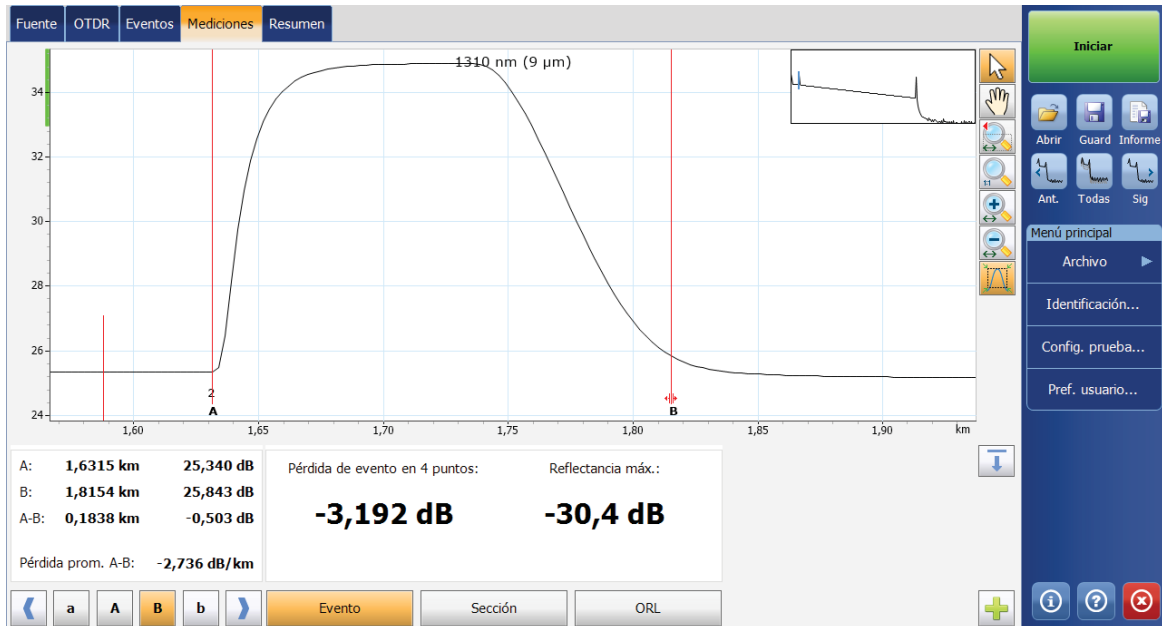 Fuente OTDR Eventos Mediciones Resumen
1310 nm (9 µm)
34
32
30
28
26
24
2
A
B
1,60 1,65 1,70 1,75 1,80 1,85 1,90 km
A: 1,6315 km 25,340 dB
B: 1,8154 km 25,843 dB
A-B: 0,1838 km -0,503 dB
Pérdida prom. A-B: -2,736 dB/km
Pérdida de evento en 4 puntos: Reflectancia máx.:
-3,192 dB -30,4 dB
a A B b Evento Sección ORL
1:1
Iniciar
Abrir Guard Informe
Ant. Todas Sig
Menú principal
Archivo
Identificación...
Config. prueba...
Pref. usuario...